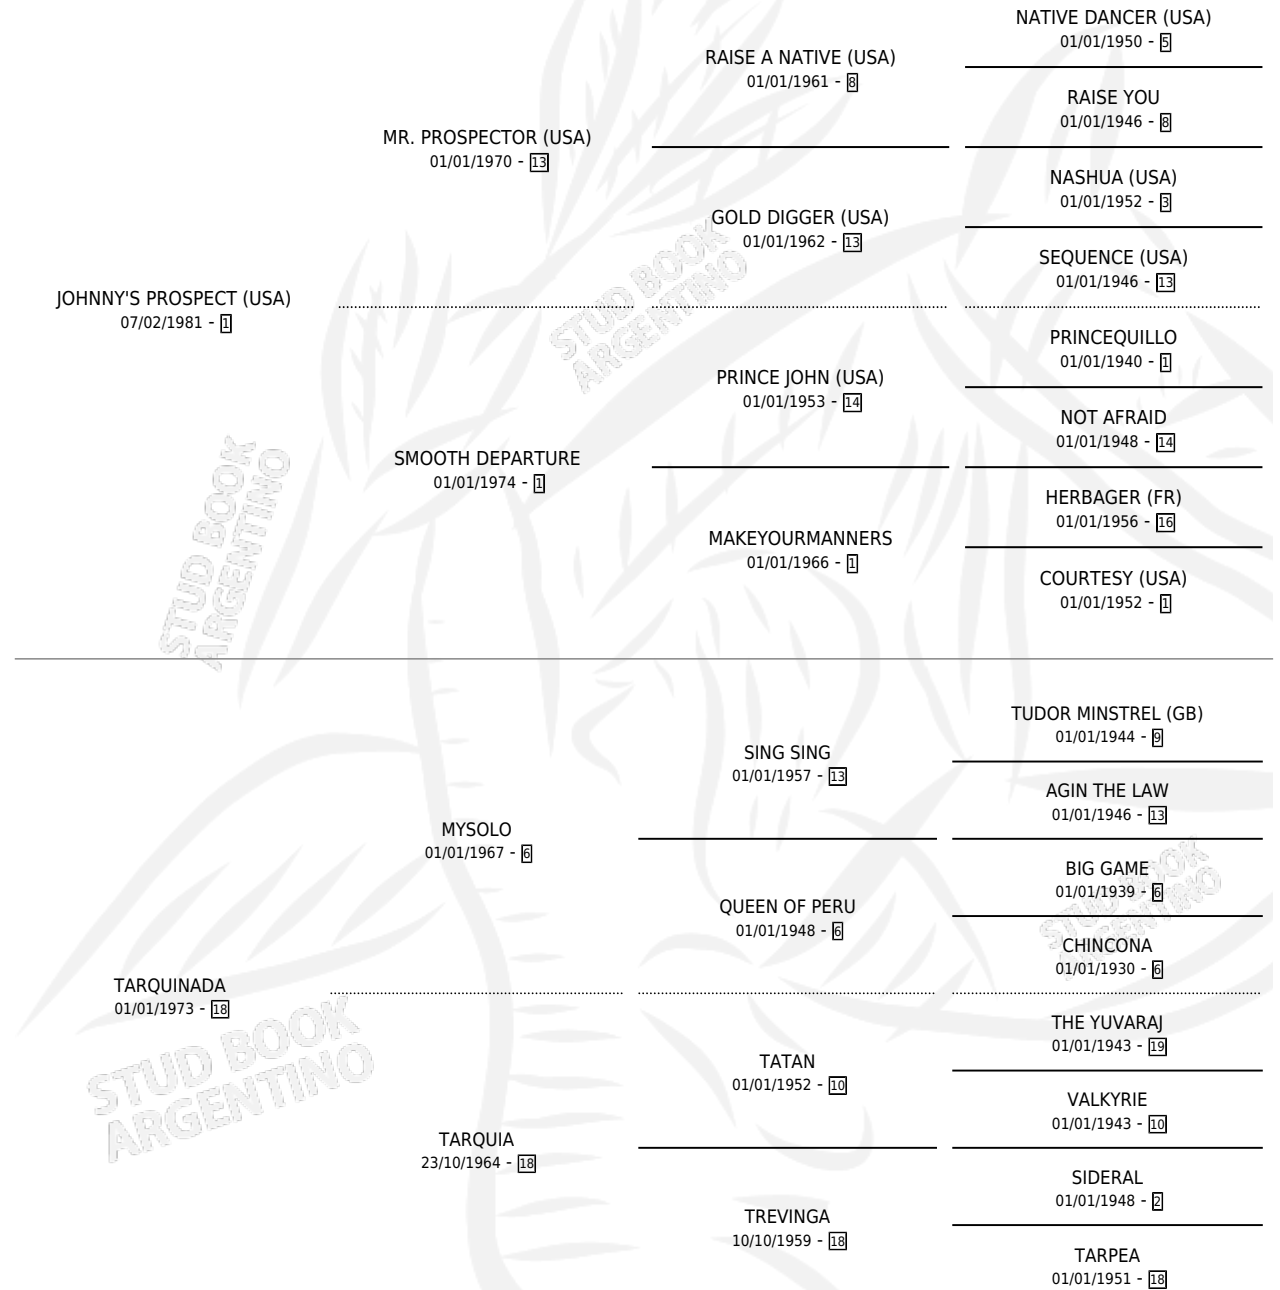 NATIVE DANCER (USA)
01/01/1950 - 5
RAISE A NATIVE (USA)
01/01/1961 - 8
RAISE YOU
01/01/1946 - 8
MR. PROSPECTOR (USA)
01/01/1970 - 13
NASHUA (USA)
01/01/1952 - 3
GOLD DIGGER (USA)
01/01/1962 - 13
SEQUENCE (USA)
01/01/1946 - 13
JOHNNY'S PROSPECT (USA)
07/02/1981 - 1
PRINCEQUILLO
01/01/1940 - 1
PRINCE JOHN (USA)
01/01/1953 - 14
NOT AFRAID
01/01/1948 - 14
SMOOTH DEPARTURE
01/01/1974 - 1
HERBAGER (FR)
01/01/1956 - 16
MAKEYOURMANNERS
01/01/1966 - 1
COURTESY (USA)
01/01/1952 - 1
TUDOR MINSTREL (GB)
01/01/1944 - 9
SING SING
01/01/1957 - 13
AGIN THE LAW
01/01/1946 - 13
MYSOLO
01/01/1967 - 6
BIG GAME
01/01/1939 - 6
QUEEN OF PERU
01/01/1948 - 6
CHINCONA
01/01/1930 - 6
TARQUINADA
01/01/1973 - 18
THE YUVARAJ
01/01/1943 - 19
TATAN
01/01/1952 - 10
VALKYRIE
01/01/1943 - 10
TARQUIA
23/10/1964 - 18
SIDERAL
01/01/1948 - 2
TREVINGA
10/10/1959 - 18
TARPEA
01/01/1951 - 18
STUD BOOK
ARGENTINO
STUD BOOK
ARGENTINO
STUD BOOK
ARGENTINO
STUD BOOK
ARGENTINO